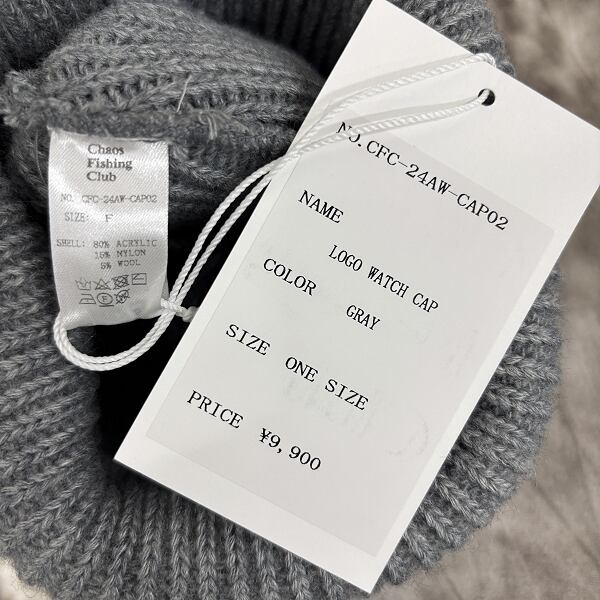 Chaos
Fishing
Club
NO. CFC-24AW-CAP02
SIZE: F
SHELL: 80% ACRYLIC
15% NYLON
5% WOOL
NO. CFC-24AW-CAP02
NAME
LOGO WATCH CAP
COLOR
GRAY
SIZE ONE SIZE
PRICE ¥9,900